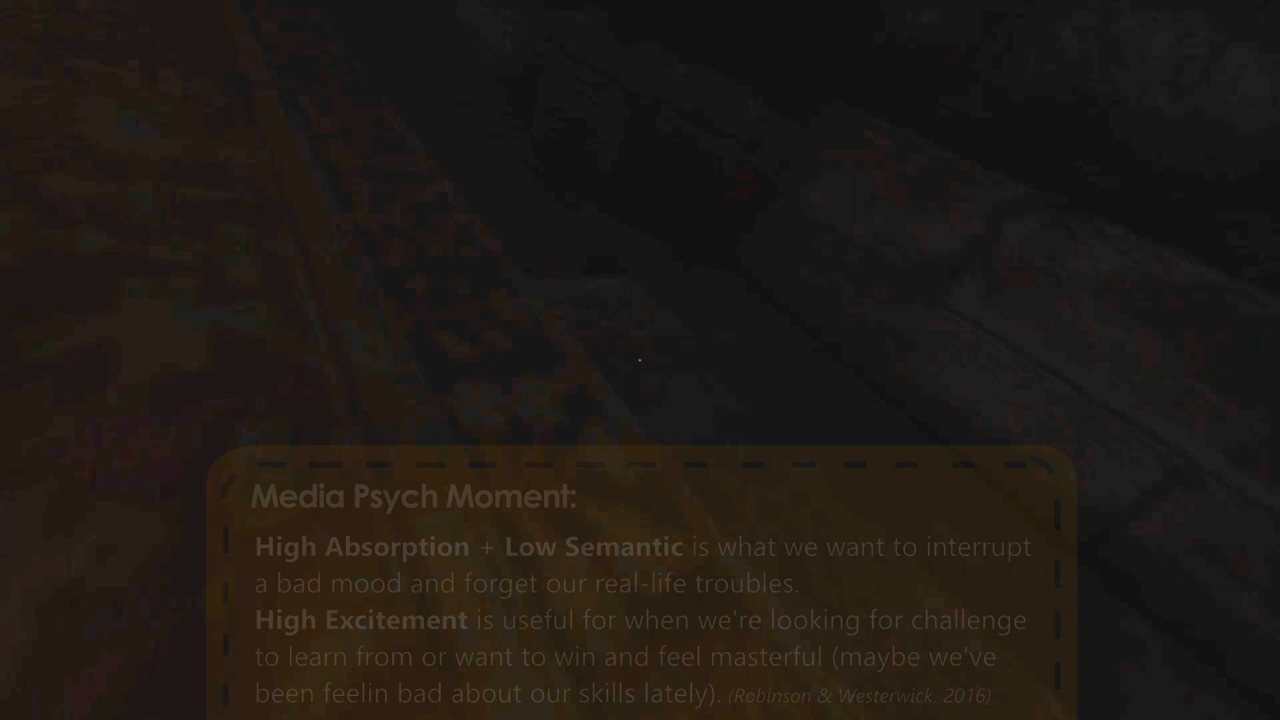 Media Psych Moment:
High Absorption + Low Semantic is what we want to interrupt
a bad mood and forget our real-life troubles.
High Excitement is useful for when we're looking for challenge
to learn from or want to win and feel masterful (maybe we've
been feelin bad about our skills lately). (Robinson & Westerwick, 2016)